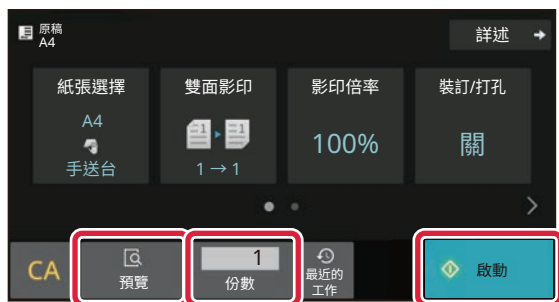 原稿
A4
詳述
紙張選擇
A4
手送台
雙面影印
1 → 1
影印倍率
100%
裝訂/打孔
關
CA
預覽
1
份數
最近的
工作
啟動